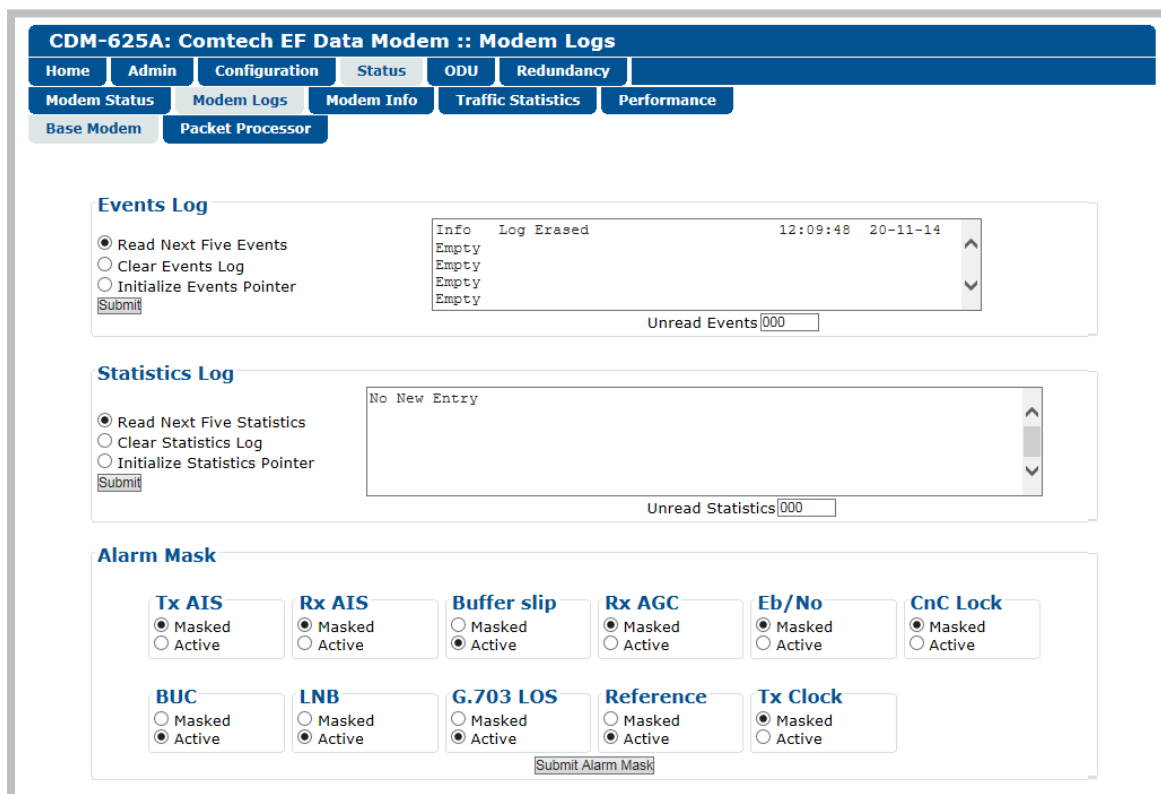 CDM-625A: Comtech EF Data Modem :: Modem Logs
Home Admin Configuration Status ODU Redundancy
Modem Status Modem Logs Modem Info Traffic Statistics Performance
Base Modem Packet Processor
Events Log
Read Next Five Events
Clear Events Log
Initialize Events Pointer
Submit
Info Log Erased 12:09:48 20-11-14
Empty
Empty
Empty
Empty
Unread Events 000
Statistics Log
Read Next Five Statistics
Clear Statistics Log
Initialize Statistics Pointer
Submit
No New Entry
Unread Statistics 000
Alarm Mask
Tx AIS Rx AIS Buffer slip Rx AGC Eb/No CnC Lock
Masked Masked Masked Masked Masked Masked
Active Active Active Active Active Active
BUC LNB G.703 LOS Reference Tx Clock
Masked Masked Masked Masked Masked
Active Active Active Active Active
Submit Alarm Mask